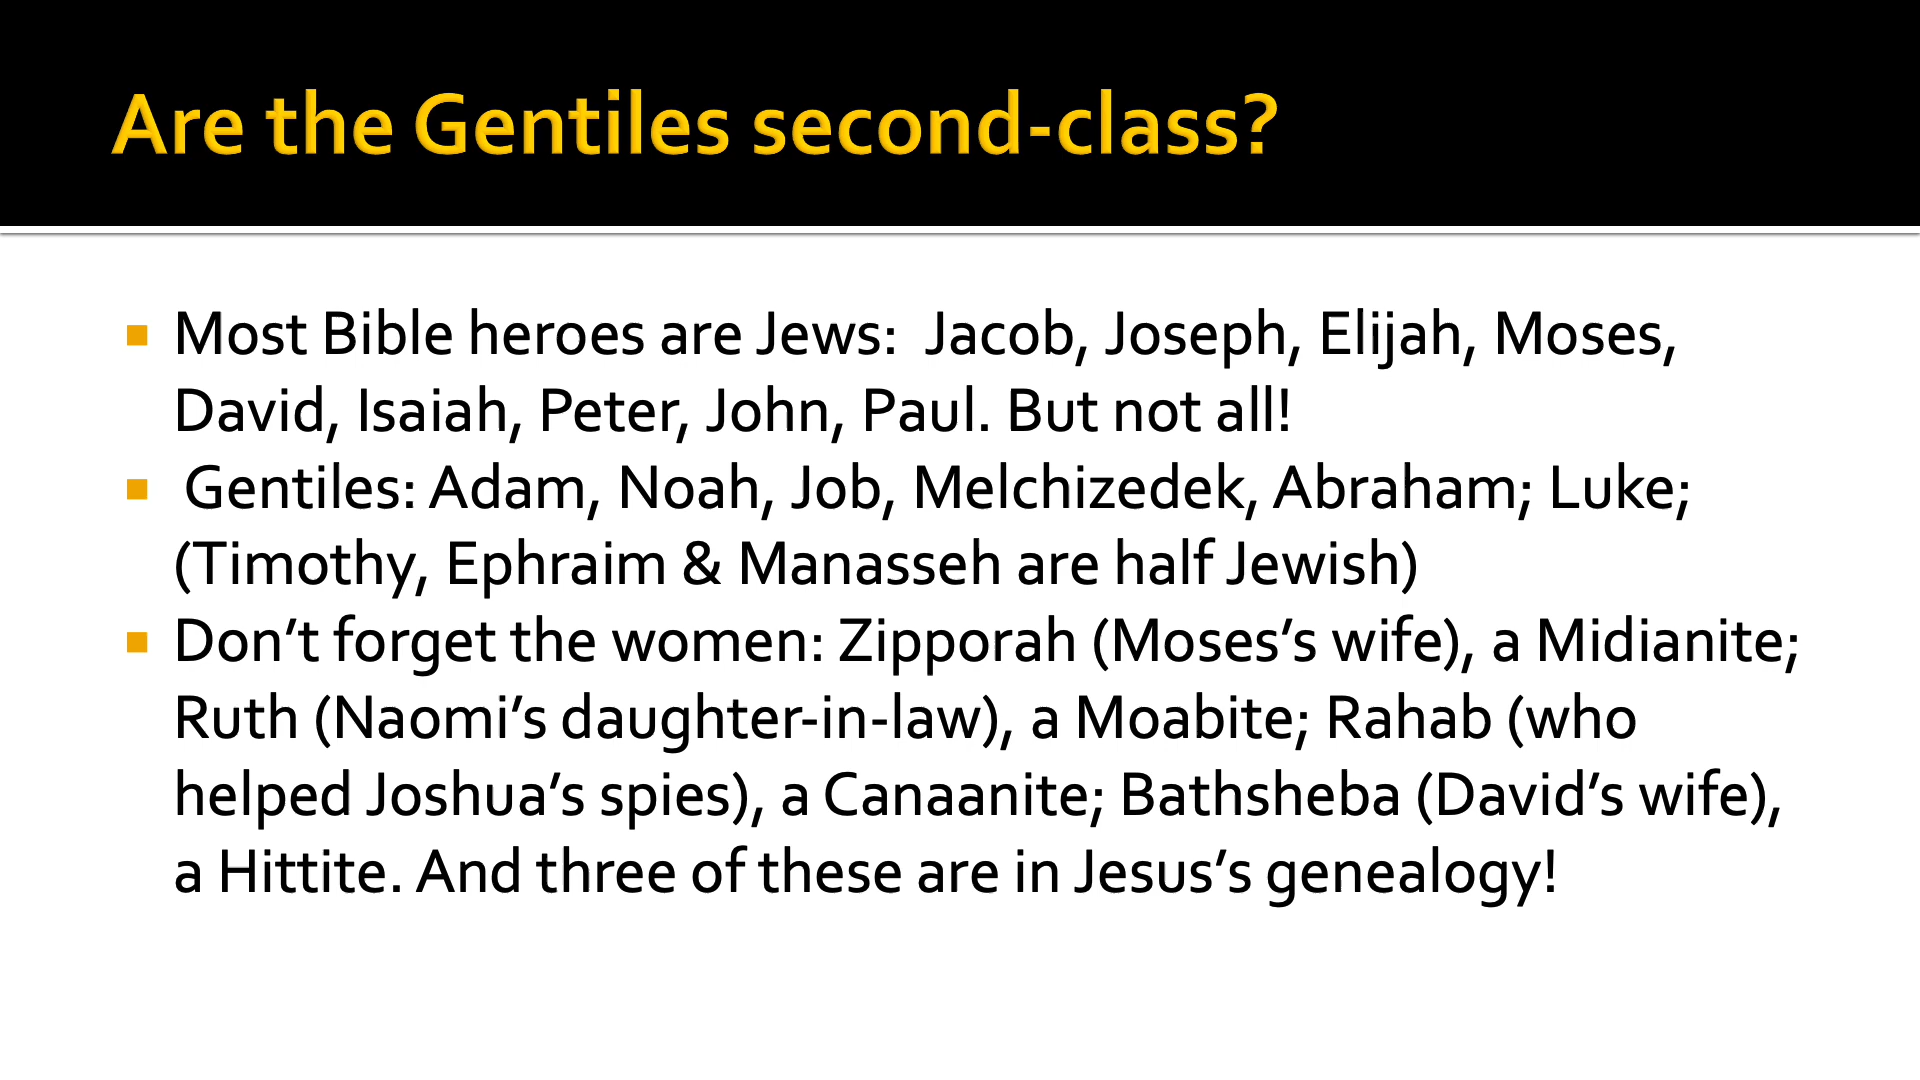 Are the Gentiles second-class?
Most Bible heroes are Jews:  Jacob, Joseph, Elijah, Moses,
David, Isaiah, Peter, John, Paul. But not all!
Gentiles: Adam, Noah, Job, Melchizedek, Abraham; Luke;
(Timothy, Ephraim & Manasseh are half Jewish)
Don’t forget the women: Zipporah (Moses’s wife), a Midianite;
Ruth (Naomi’s daughter-in-law), a Moabite; Rahab (who
helped Joshua’s spies), a Canaanite; Bathsheba (David’s wife),
a Hittite. And three of these are in Jesus’s genealogy!